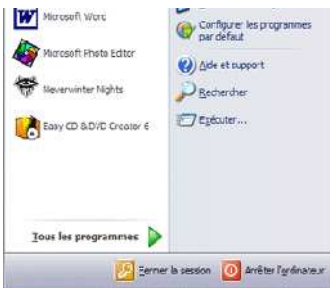 Microsoft Word
Microsoft Photo Editor
Neverwinter Nights
Easy CD & DVD Creator 6
Tous les programmes
Configurer les programmes
par défaut
Aide et support
Rechercher
Exécuter...
Fermer la session
Arrêter l'ordinateur